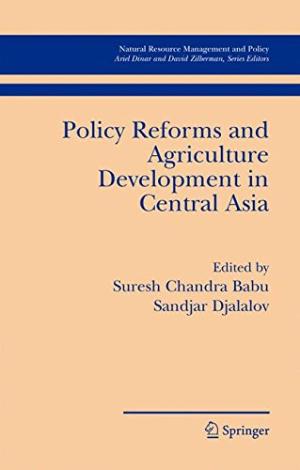 Natural Resource Management and Policy
Ariel Dinar and David Zilberman, Series Editors
Policy Reforms and
Agriculture
Development in
Central Asia
Edited by
Suresh Chandra Babu
Sandjar Djalalov
Springer